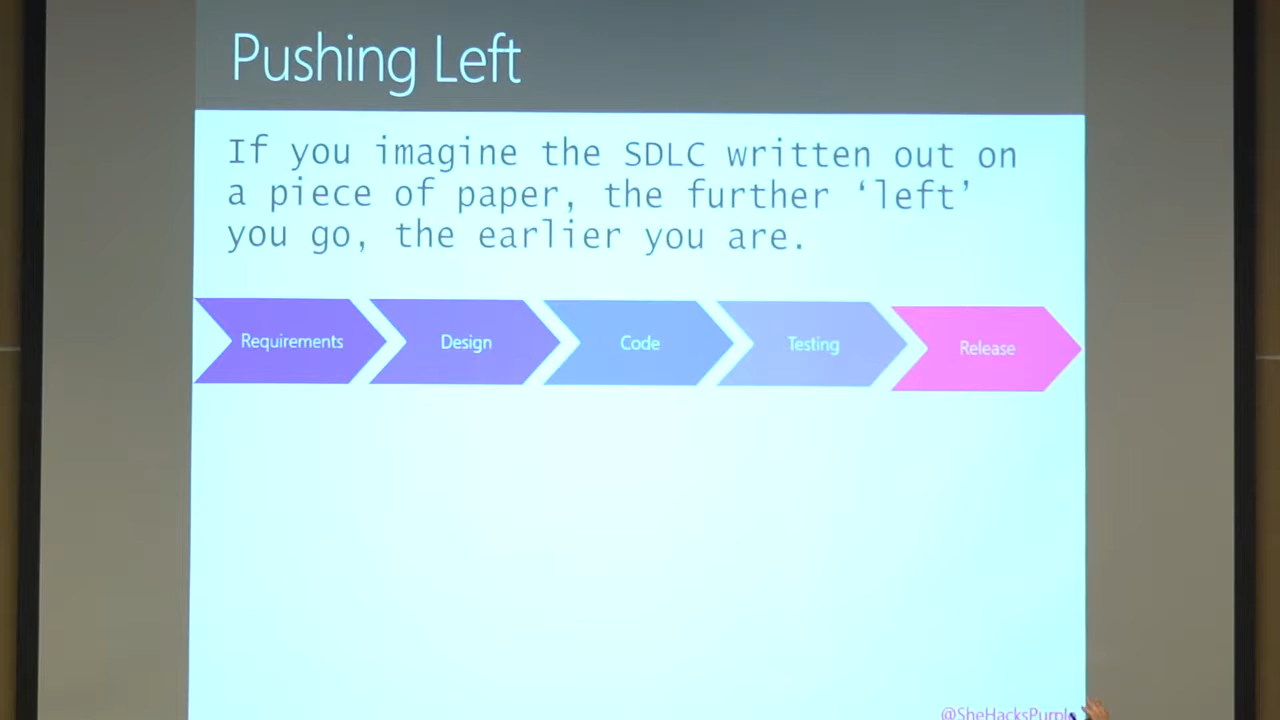 Pushing Left
If you imagine the SDLC written out on
a piece of paper, the further ‘left’
you go, the earlier you are.
Requirements
Design
Code
Testing
Release
@SheHacksPurple